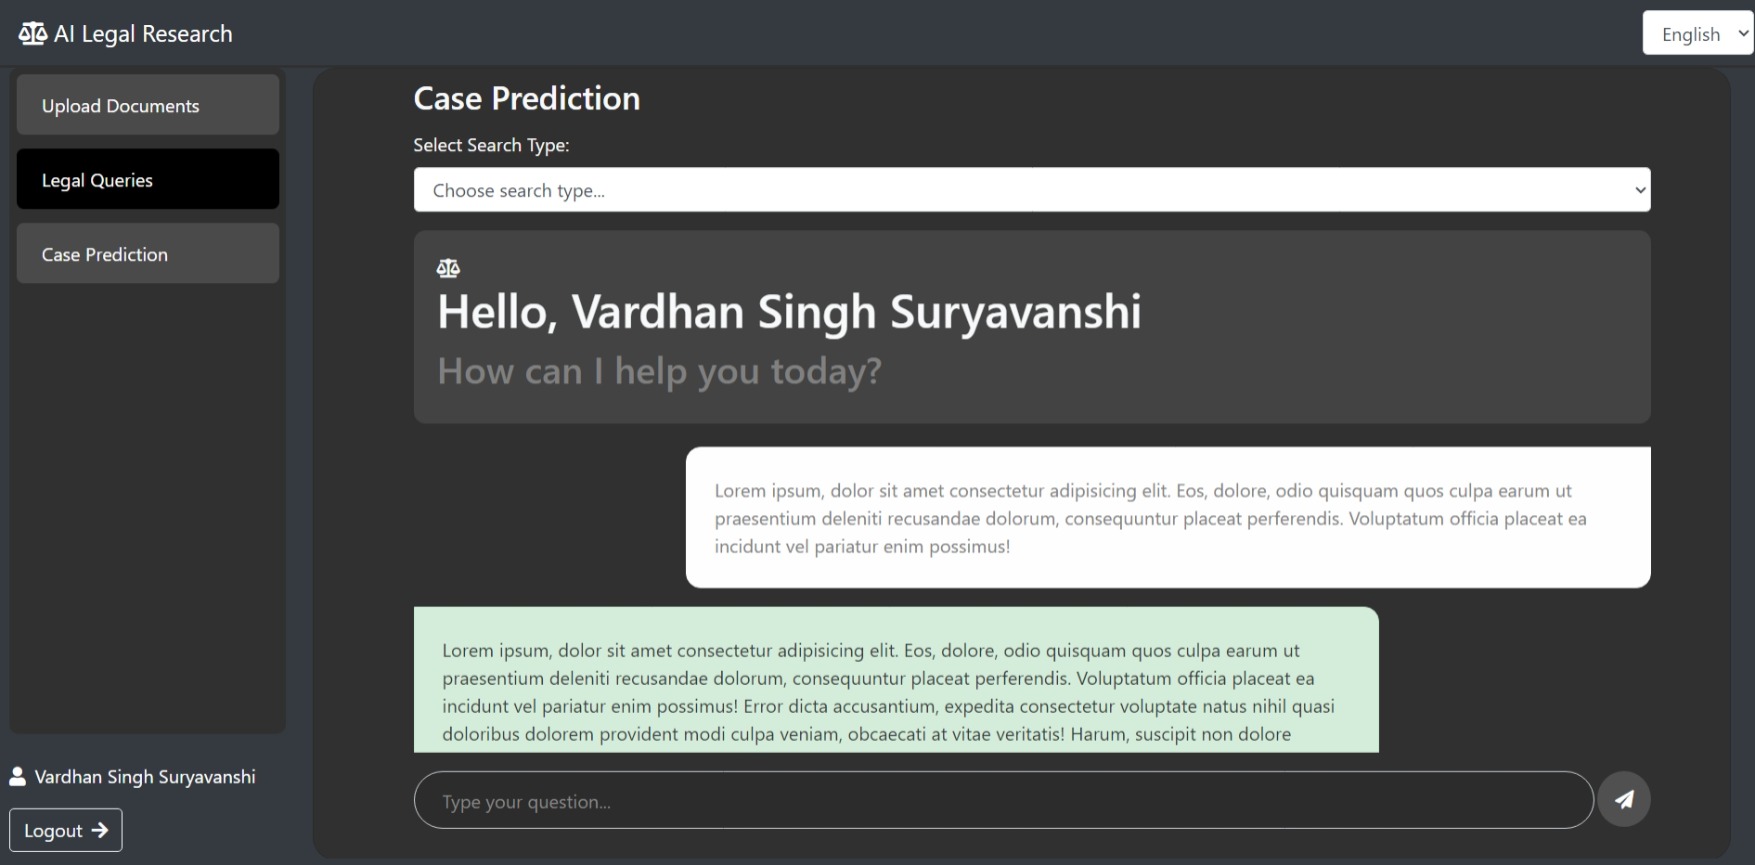 AI Legal Research
English
Upload Documents
Legal Queries
Case Prediction
Vardhan Singh Suryavanshi
Logout
Case Prediction
Select Search Type:
Choose search type...
Hello, Vardhan Singh Suryavanshi
How can I help you today?
Lorem ipsum, dolor sit amet consectetur adipisicing elit. Eos, dolore, odio quisquam quos culpa earum ut
praesentium deleniti recusandae dolorum, consequuntur placeat perferendis. Voluptatum officia placeat ea
incidunt vel pariatur enim possimus!
Lorem ipsum, dolor sit amet consectetur adipisicing elit. Eos, dolore, odio quisquam quos culpa earum ut
praesentium deleniti recusandae dolorum, consequuntur placeat perferendis. Voluptatum officia placeat ea
incidunt vel pariatur enim possimus! Error dicta accusantium, expedita consectetur voluptate natus nihil quasi
doloribus dolorem provident modi culpa veniam, obcaecati at vitae veritatis! Harum, suscipit non dolore
Type your question...